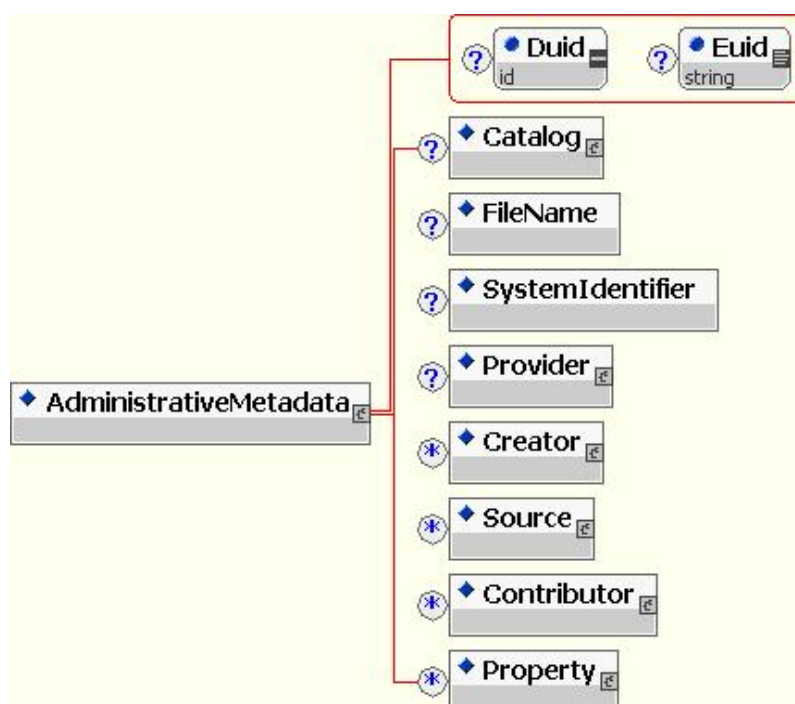 ? Duid ? Euid
id string
? Catalog
? FileName
? SystemIdentifier
? Provider
AdministrativeMetadata
* Creator
* Source
* Contributor
* Property